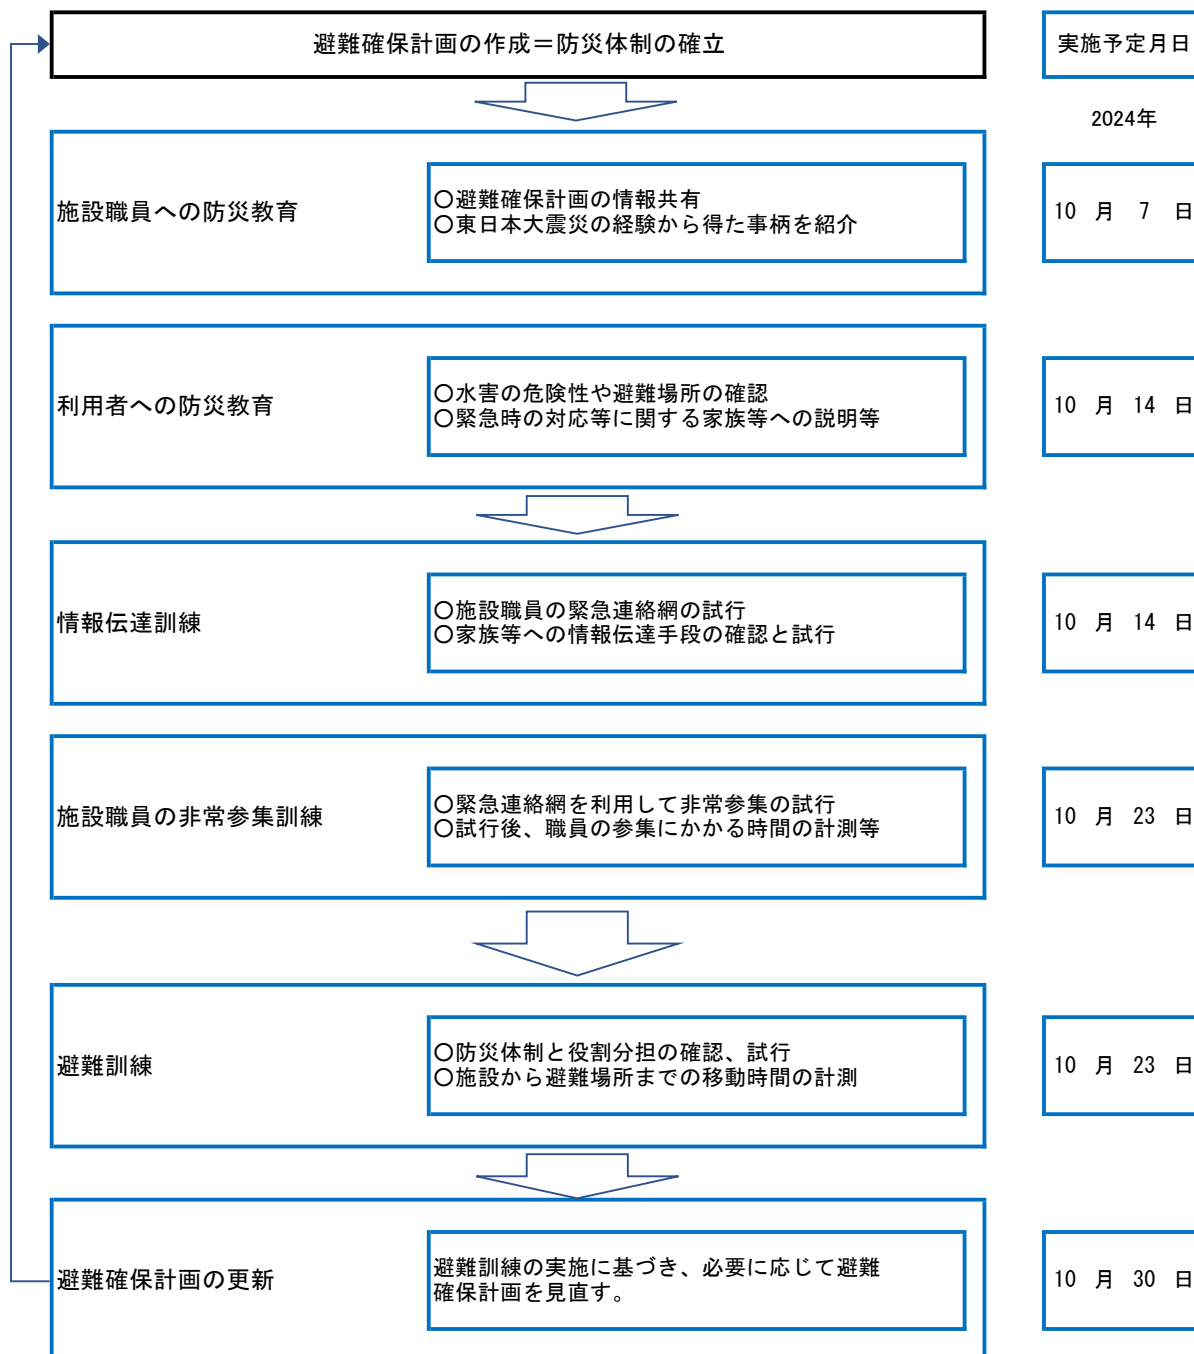 避難確保計画の作成＝防災体制の確立
実施予定月日
2024年
施設職員への防災教育
〇避難確保計画の情報共有
〇東日本大震災の経験から得た事柄を紹介
10 月 7 日
利用者への防災教育
〇水害の危険性や避難場所の確認
〇緊急時の対応等に関する家族等への説明等
10 月 14 日
情報伝達訓練
〇施設職員の緊急連絡網の試行
〇家族等への情報伝達手段の確認と試行
10 月 14 日
施設職員の非常参集訓練
〇緊急連絡網を利用して非常参集の試行
〇試行後、職員の参集にかかる時間の計測等
10 月 23 日
避難訓練
〇防災体制と役割分担の確認、試行
〇施設から避難場所までの移動時間の計測
10 月 23 日
避難確保計画の更新
避難訓練の実施に基づき、必要に応じて避難
確保計画を見直す。
10 月 30 日